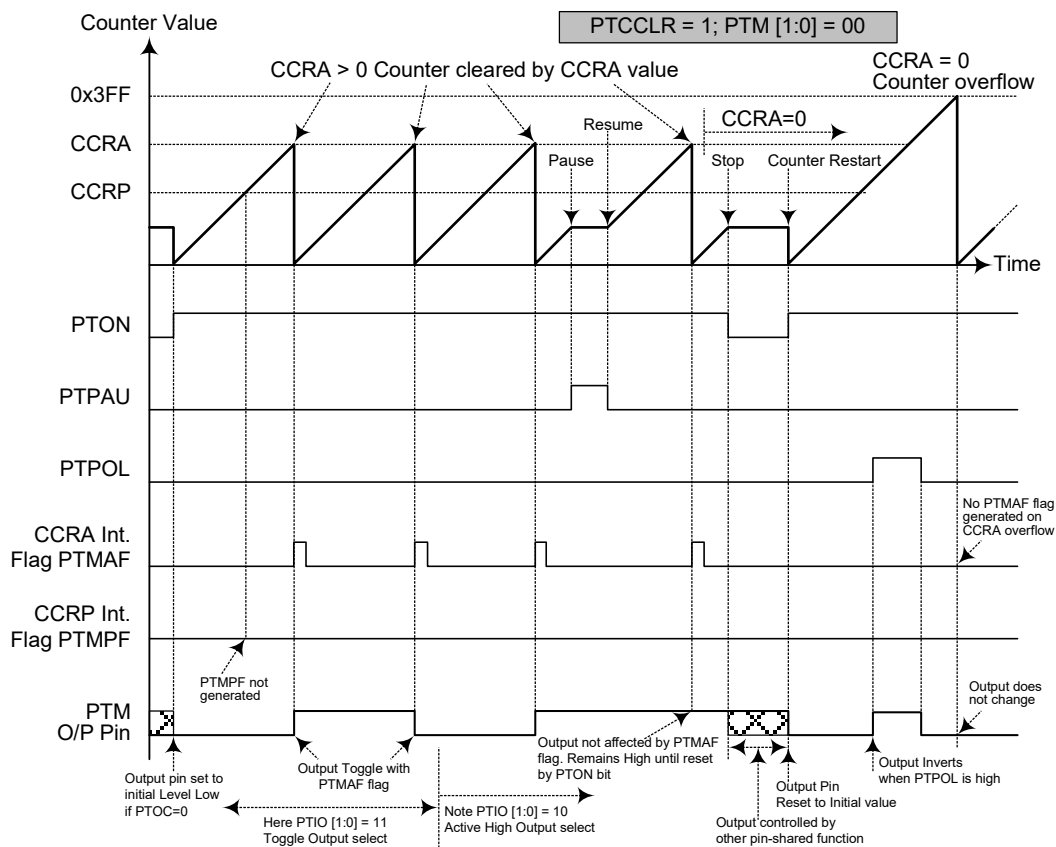 Counter Value
PTCCLR = 1; PTM [1:0] = 00
CCRA > 0 Counter cleared by CCRA value
CCRA = 0
Counter overflow
0x3FF
CCRA
CCRP
Resume
CCRA=0
Pause
Stop
Counter Restart
Time
PTON
PTPAU
PTPOL
CCRA Int.
Flag PTMAF
No PTMAF flag
generated on
CCRA overflow
CCRP Int.
Flag PTMPF
PTMPF not
generated
PTM
O/P Pin
Output does
not change
Output pin set to
initial Level Low
if PTOC=0
Output Toggle with
PTMAF flag
Here PTIO [1:0] = 11
Toggle Output select
Output not affected by PTMAF
flag. Remains High until reset
by PTON bit
Note PTIO [1:0] = 10
Active High Output select
Output Inverts
when PTPOL is high
Output Pin
Reset to Initial value
Output controlled by
other pin-shared function